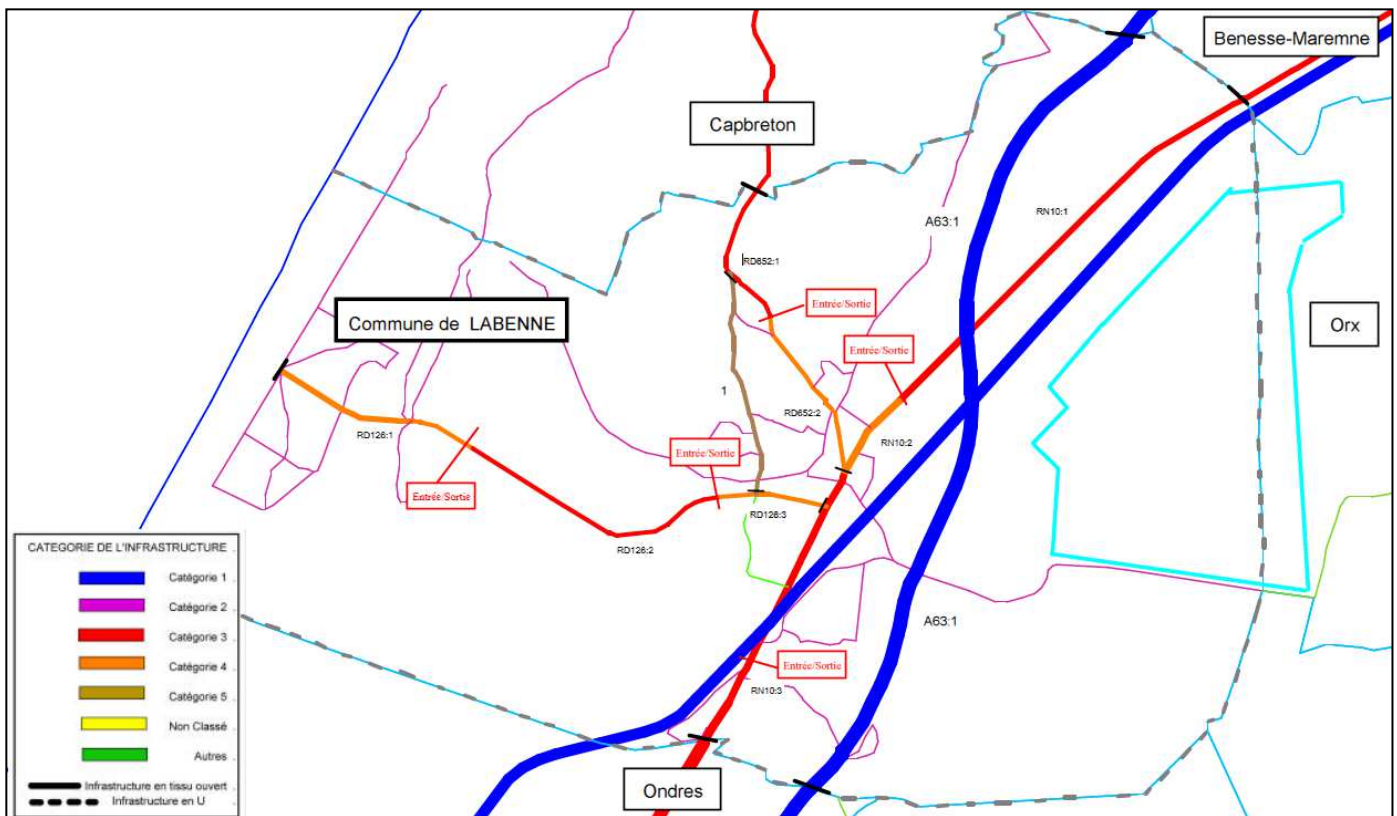 Benesse-Maremne
Capbreton
A63:1
RN10:1
RD652:1
Entrée/Sortie
Commune de LABENNE
Orx
Entrée/Sortie
1
RD652:2
RD126:1
RN10:2
Entrée/Sortie
Entrée/Sortie
RD126:3
RD126:2
A63:1
Entrée/Sortie
RN10:3
Ondres
CATEGORIE DE L'INFRASTRUCTURE
Catégorie 1
Catégorie 2
Catégorie 3
Catégorie 4
Catégorie 5
Non Classé
Autres
Infrastructure en tissu ouvert
Infrastructure en U